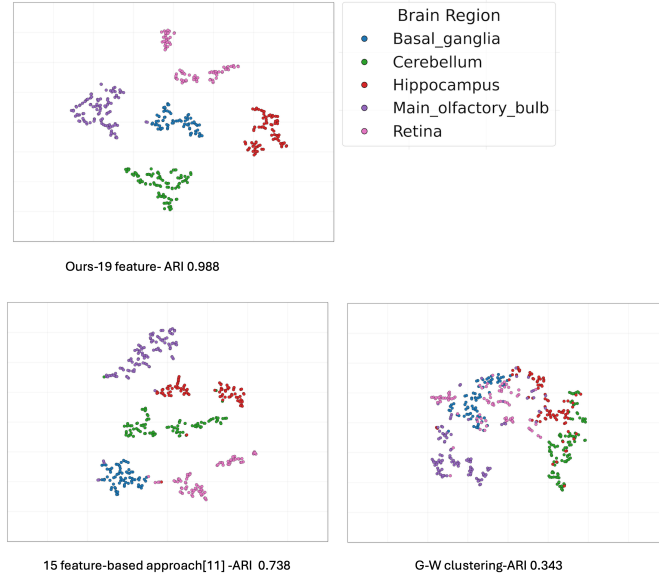 Brain Region
Basal_ganglia
Cerebellum
Hippocampus
Main_olfactory_bulb
Retina
Ours-19 feature- ARI 0.988
15 feature-based approach[11] -ARI 0.738
G-W clustering-ARI 0.343